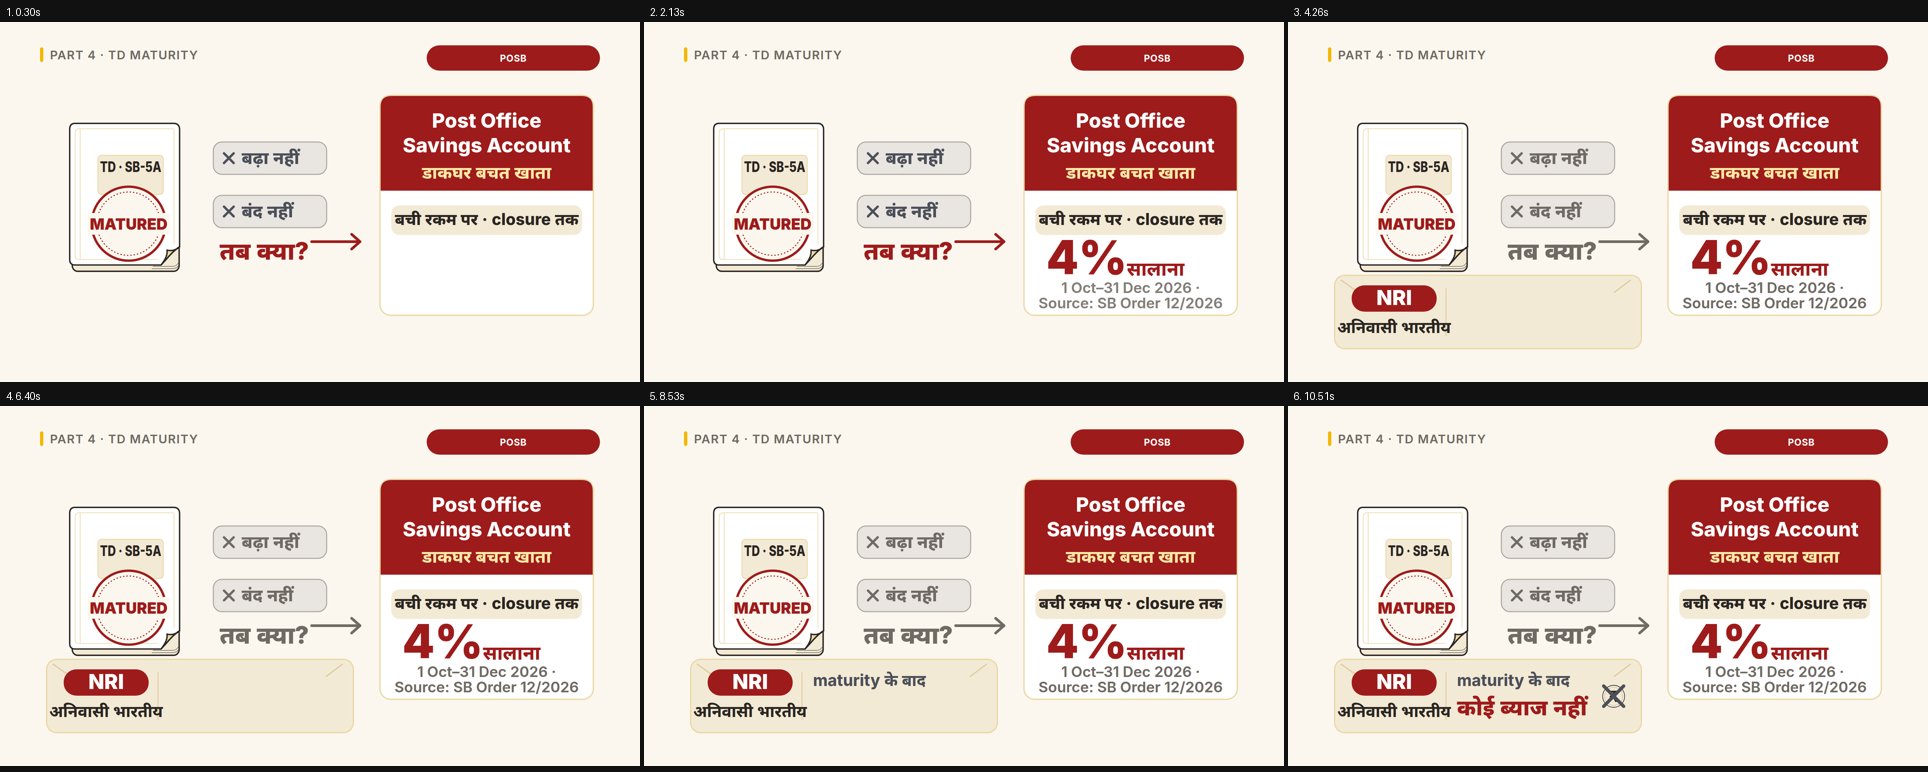 1. 0.30s
PART 4 · TD MATURITY
POSB
TD · SB-5A
MATURED
✕ बढ़ा नहीं
✕ बंद नहीं
तब क्या?
Post Office
Savings Account
डाकघर बचत खाता
बची रकम पर · closure तक
2. 2.13s
PART 4 · TD MATURITY
POSB
TD · SB-5A
MATURED
✕ बढ़ा नहीं
✕ बंद नहीं
तब क्या?
Post Office
Savings Account
डाकघर बचत खाता
बची रकम पर · closure तक
4% सालाना
1 Oct–31 Dec 2026 ·
Source: SB Order 12/2026
3. 4.26s
PART 4 · TD MATURITY
POSB
TD · SB-5A
MATURED
✕ बढ़ा नहीं
✕ बंद नहीं
तब क्या?
Post Office
Savings Account
डाकघर बचत खाता
बची रकम पर · closure तक
4% सालाना
1 Oct–31 Dec 2026 ·
Source: SB Order 12/2026
NRI
अनिवासी भारतीय
4. 6.40s
PART 4 · TD MATURITY
POSB
TD · SB-5A
MATURED
✕ बढ़ा नहीं
✕ बंद नहीं
तब क्या?
Post Office
Savings Account
डाकघर बचत खाता
बची रकम पर · closure तक
4% सालाना
1 Oct–31 Dec 2026 ·
Source: SB Order 12/2026
NRI
अनिवासी भारतीय
5. 8.53s
PART 4 · TD MATURITY
POSB
TD · SB-5A
MATURED
✕ बढ़ा नहीं
✕ बंद नहीं
तब क्या?
Post Office
Savings Account
डाकघर बचत खाता
बची रकम पर · closure तक
4% सालाना
1 Oct–31 Dec 2026 ·
Source: SB Order 12/2026
NRI
अनिवासी भारतीय
maturity के बाद
6. 10.51s
PART 4 · TD MATURITY
POSB
TD · SB-5A
MATURED
✕ बढ़ा नहीं
✕ बंद नहीं
तब क्या?
Post Office
Savings Account
डाकघर बचत खाता
बची रकम पर · closure तक
4% सालाना
1 Oct–31 Dec 2026 ·
Source: SB Order 12/2026
NRI
अनिवासी भारतीय
maturity के बाद
कोई ब्याज नहीं